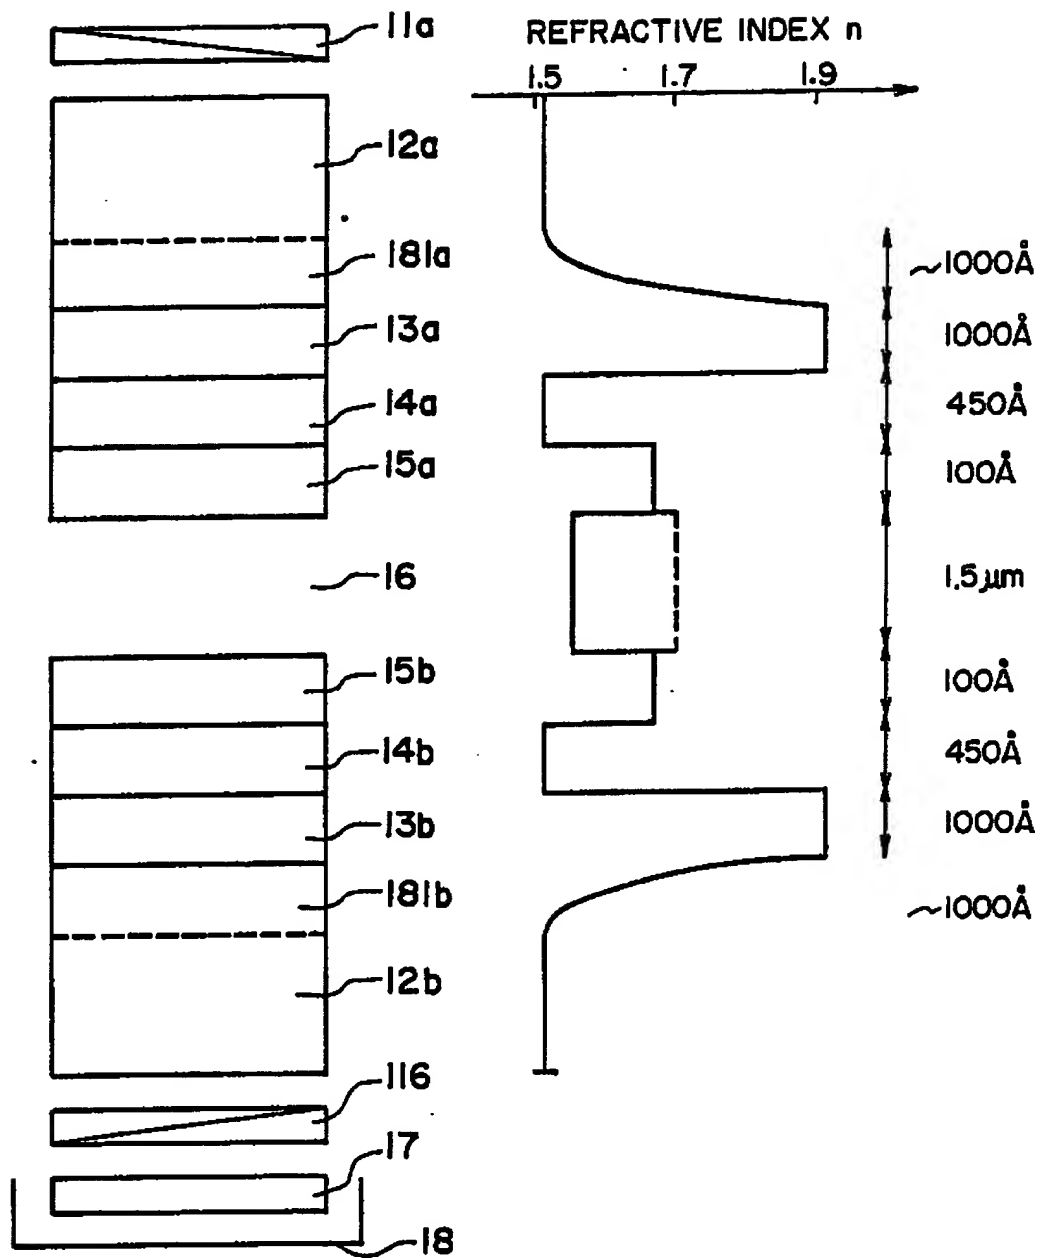 11a
REFRACTIVE INDEX n
1.5 1.7 1.9
12a
181a
~1000Å
13a
1000Å
14a
450Å
15a
100Å
16
1.5μm
15b
100Å
14b
450Å
13b
1000Å
181b
~1000Å
12b
116
17
18